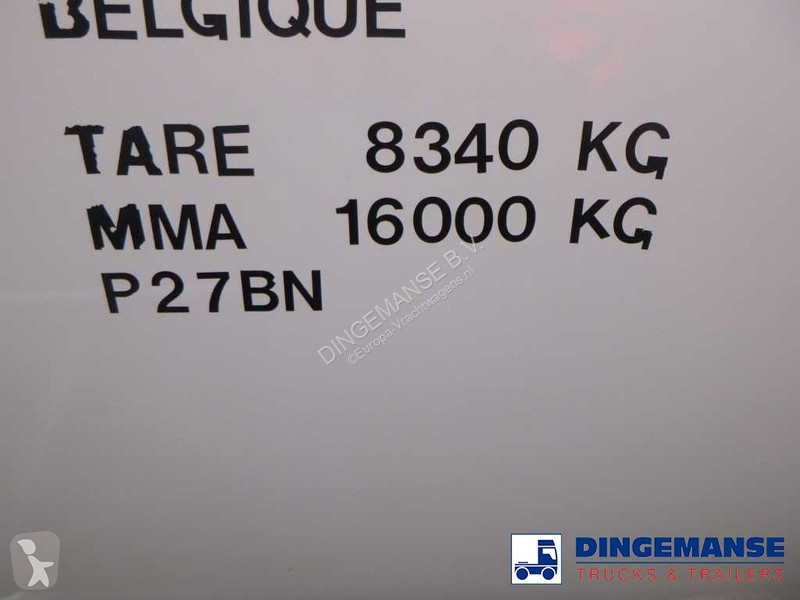 BELGIQUE
TARE 8340 KG
MMA 16000 KG
P27BN
DINGEMANSE B.V.
©Europa-Vrachtwagens.nl
DINGEMANSE
TRUCKS & TRAILERS